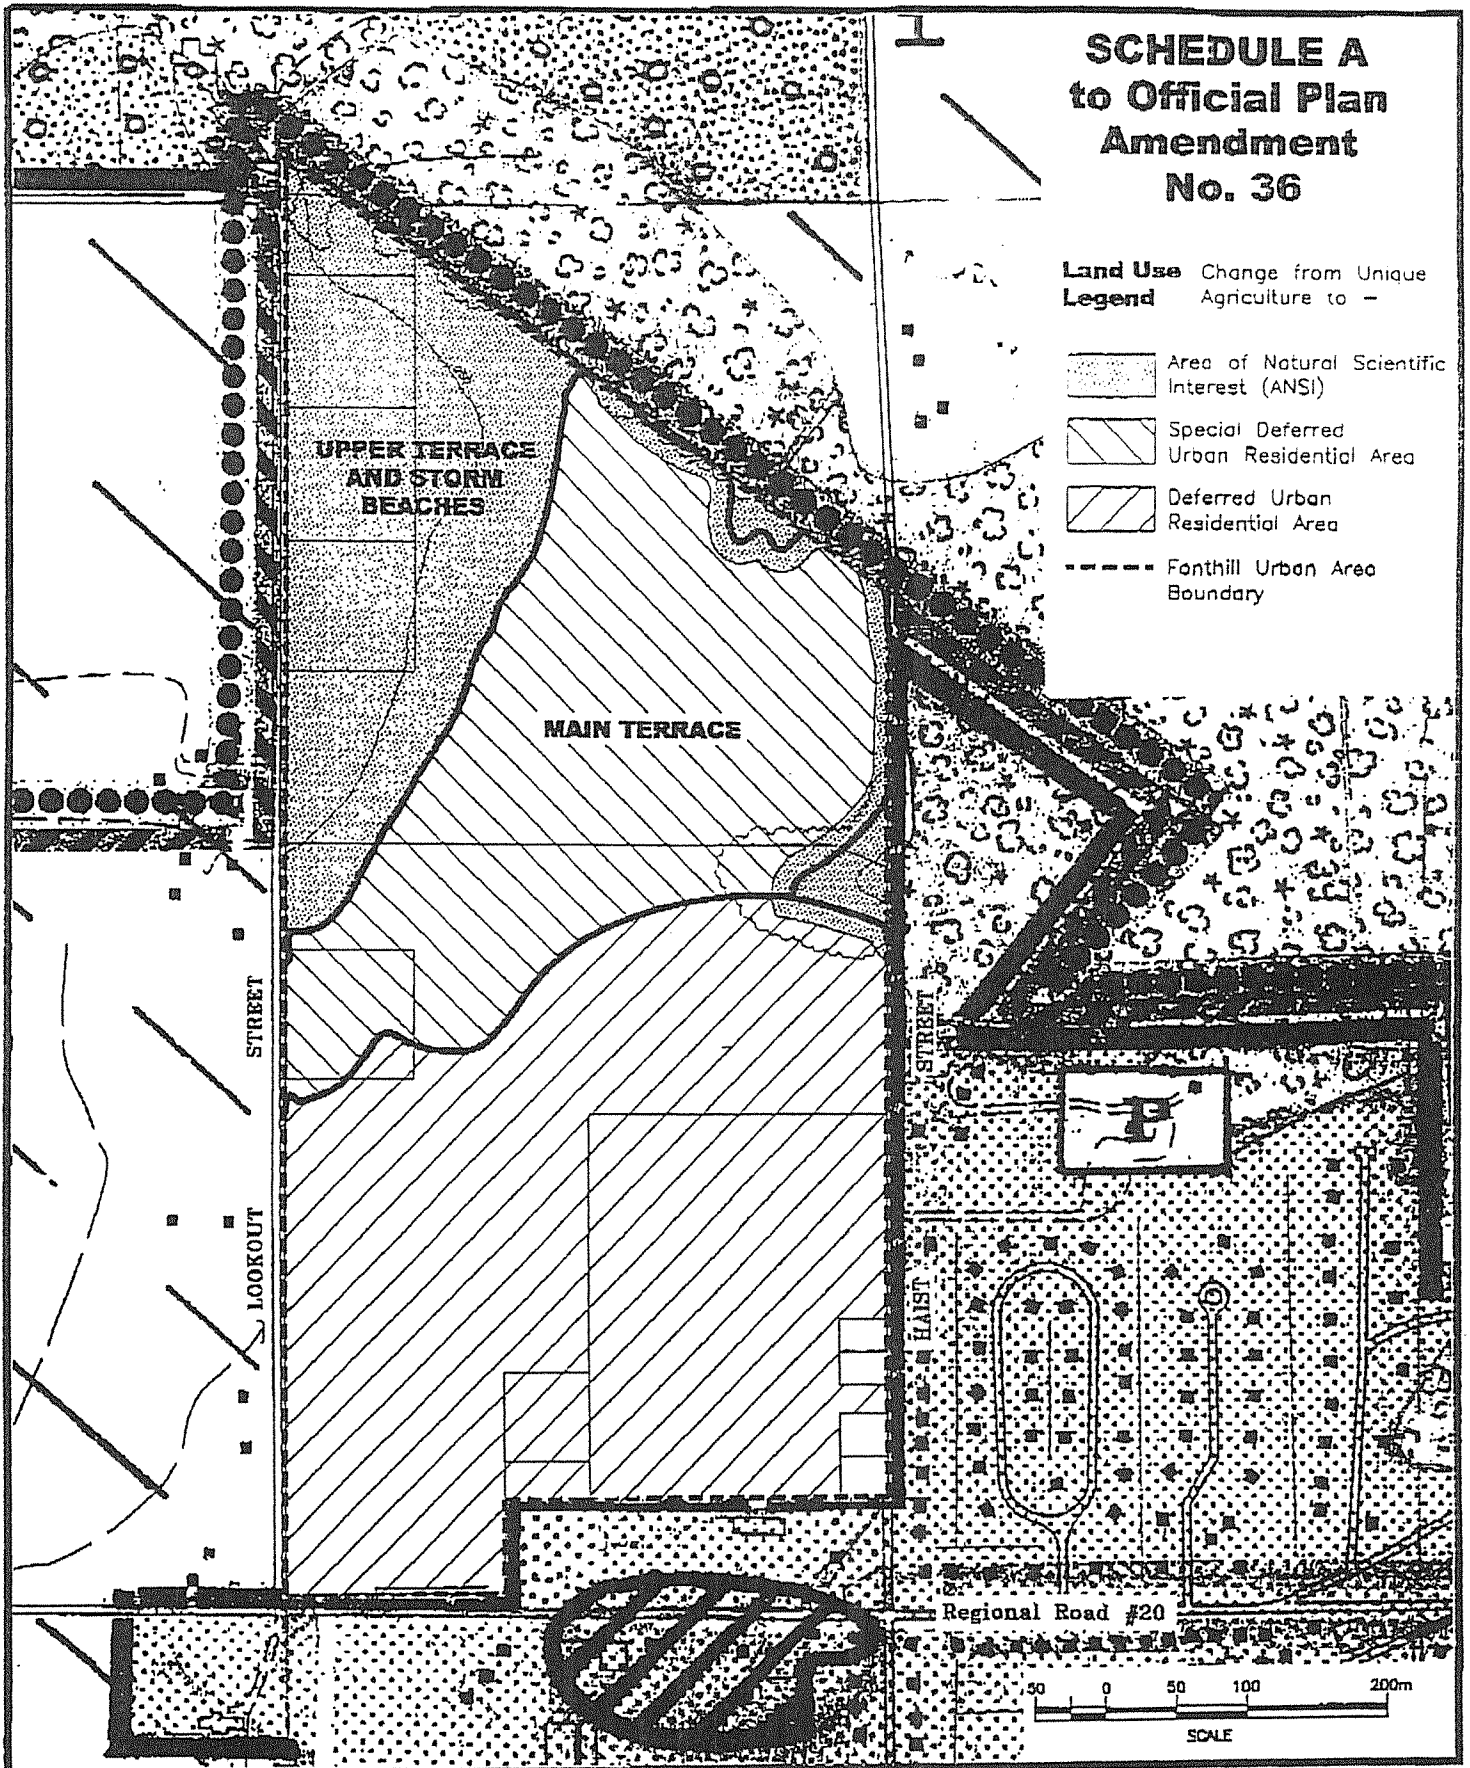 SCHEDULE A
to Official Plan
Amendment
No. 36
Land Use
Legend
Change from Unique
Agriculture to –
Area of Natural Scientific
Interest (ANSI)
Special Deferred
Urban Residential Area
Deferred Urban
Residential Area
Fonthill Urban Area
Boundary
UPPER TERRACE
AND STORM
BEACHES
MAIN TERRACE
LOOKOUT STREET
HAIST STREET
P
Regional Road #20
50 0 50 100 200m
SCALE